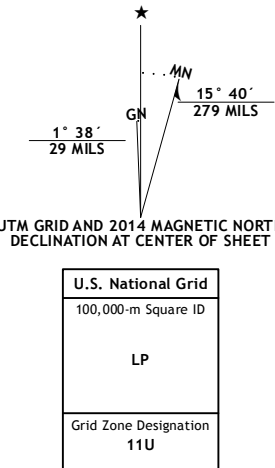 ★
MN
15° 40´
279 MILS
GN
1° 38´
29 MILS
UTM GRID AND 2014 MAGNETIC NORTH
DECLINATION AT CENTER OF SHEET
U.S. National Grid
100,000-m Square ID
LP
Grid Zone Designation
11U